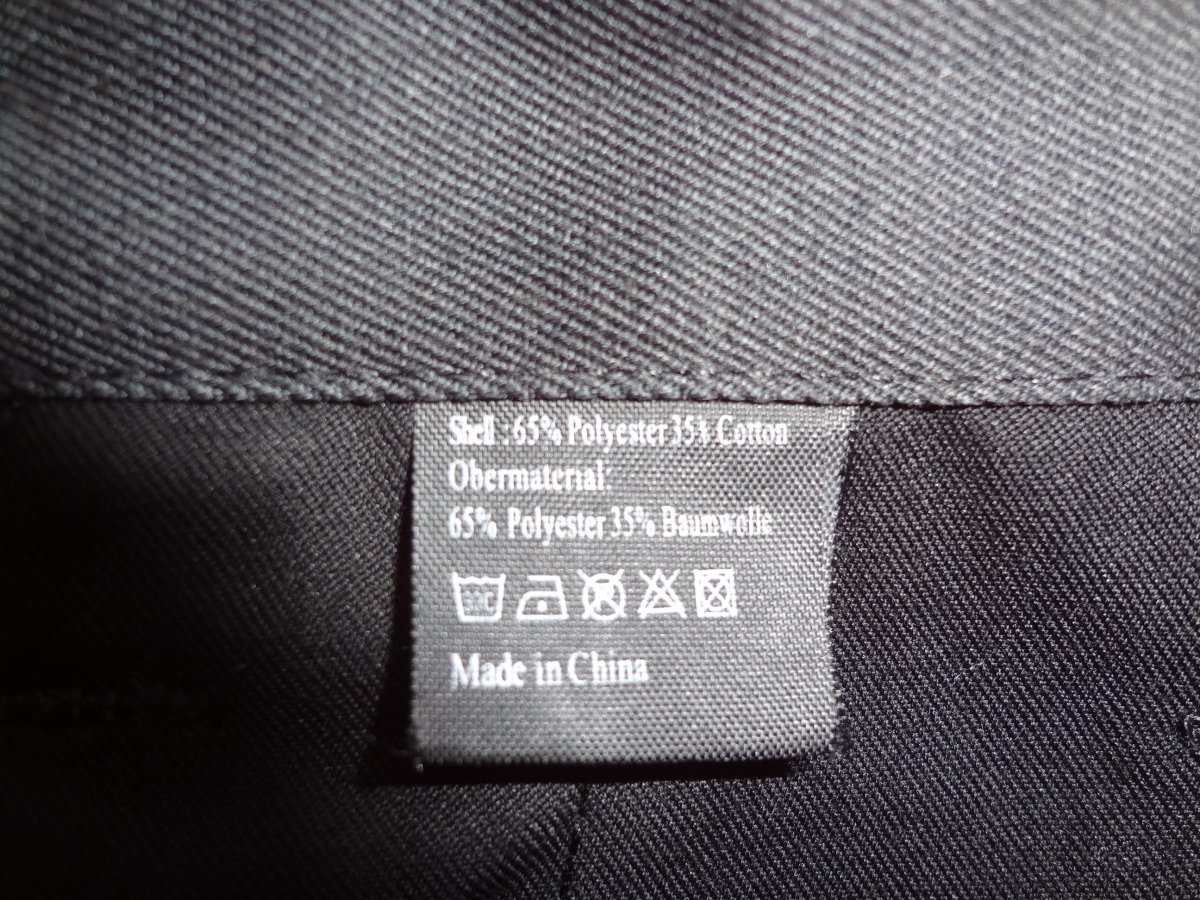 Shell : 65% Polyester 35% Cotton
Obermaterial:
65% Polyester 35% Baumwolle
Made in China